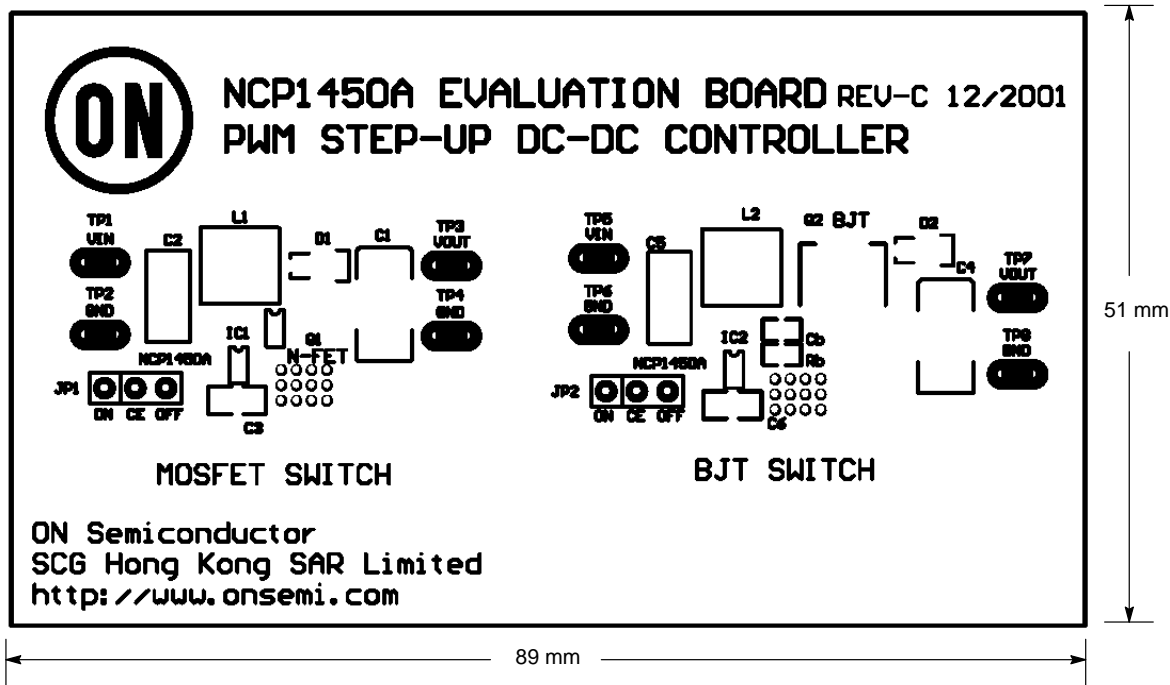 ON
NCP1450A EVALUATION BOARD REV-C 12/2001
PWM STEP-UP DC-DC CONTROLLER
TP1
VIN
C2
L1
D1
C1
TP3
VOUT
TP2
GND
TP4
GND
IC1
Q1
N-FET
NCP1450A
JP1
ON CE OFF
C3
MOSFET SWITCH
TP5
VIN
C5
L2
Q2 BJT
D2
C4
TP7
VOUT
TP6
GND
TP8
GND
IC2
Cb
Rb
NCP1450A
JP2
ON CE OFF
C6
BJT SWITCH
ON Semiconductor
SCG Hong Kong SAR Limited
http://www.onsemi.com
51 mm
89 mm